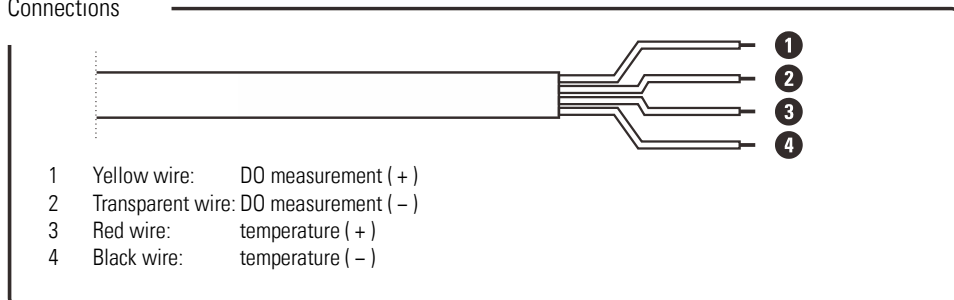 Connections
1
2
3
4
1 Yellow wire: DO measurement ( + )
2 Transparent wire: DO measurement ( – )
3 Red wire: temperature ( + )
4 Black wire: temperature ( – )